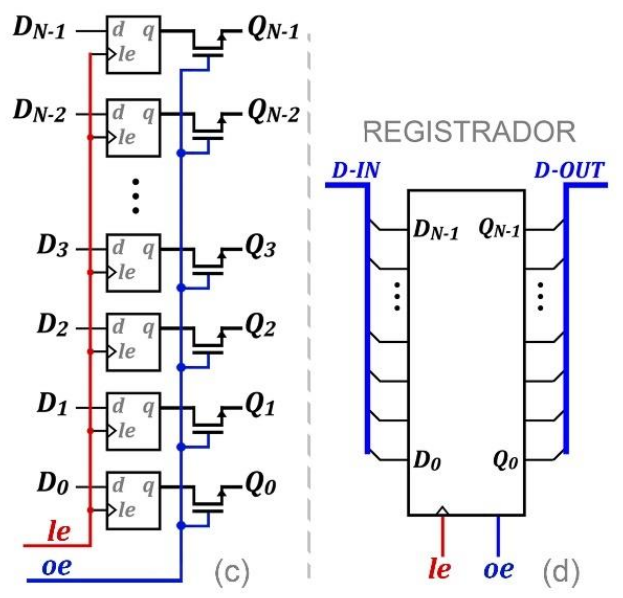 D_{N-1} d q Q_{N-1}
le
D_{N-2} d q Q_{N-2}
le
D_3 d q Q_3
le
D_2 d q Q_2
le
D_1 d q Q_1
le
D_0 d q Q_0
le
le
oe
(c)
REGISTRADOR
D-IN D-OUT
D_{N-1} Q_{N-1}
D_0 Q_0
le oe
(d)